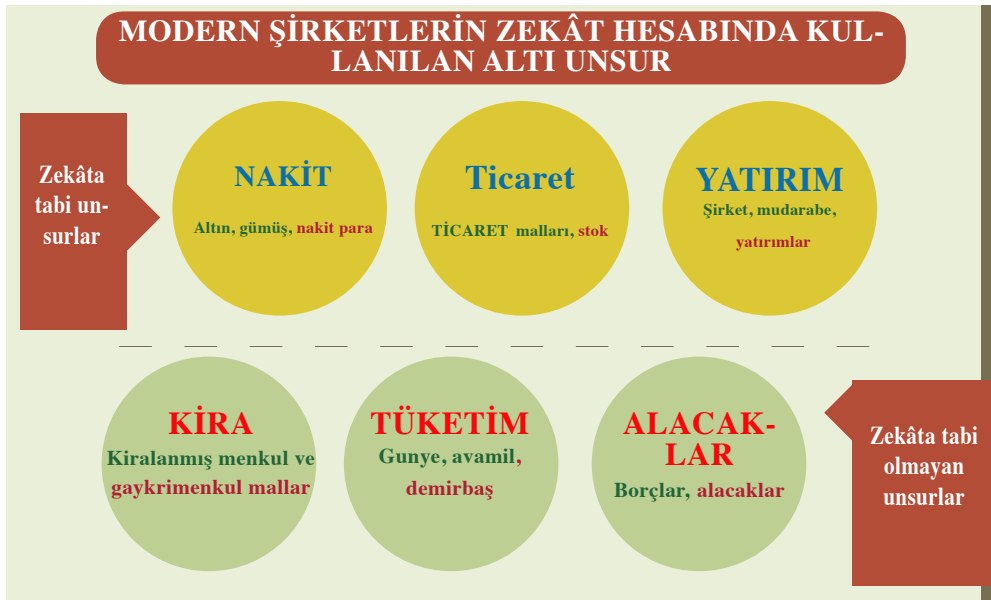 MODERN ŞİRKETLERİN ZEKÂT HESABINDA KUL-
LANILAN ALTI UNSUR
Zekâta
tabi un-
surlar
NAKİT
Altın, gümüş, nakit para
Ticaret
TİCARET malları, stok
YATIRIM
Şirket, mudarabe,
yatırımlar
KİRA
Kiralanmış menkul ve
gaykrimenkul mallar
TÜKETİM
Gunye, avamil,
demirbaş
ALACAK-
LAR
Borçlar, alacaklar
Zekâta tabi
olmayan
unsurlar